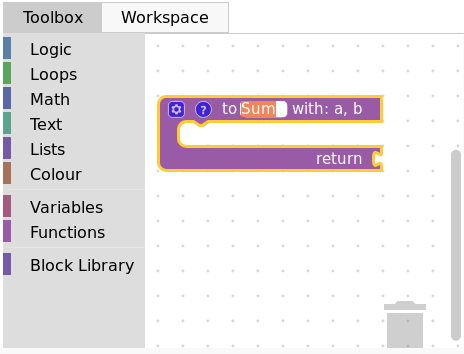 Toolbox Workspace
Logic
Loops
Math
Text
Lists
Colour
Variables
Functions
Block Library
? to Sum with: a, b
return